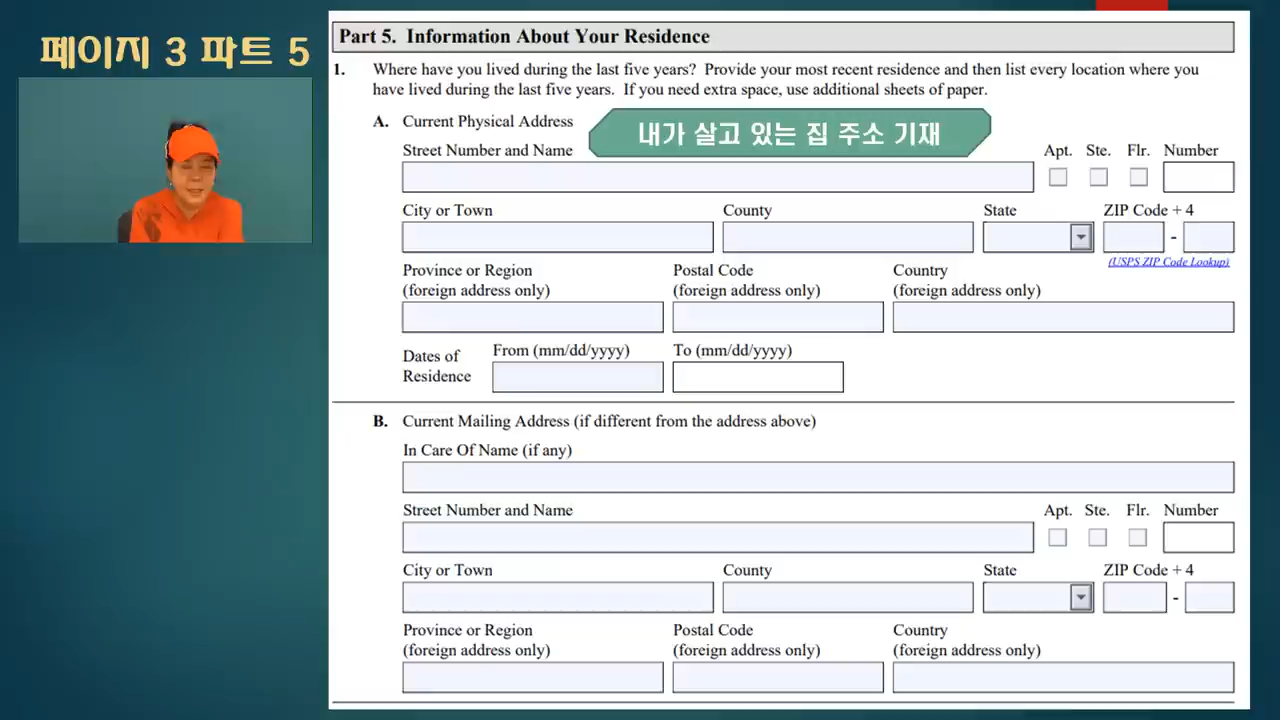 페이지 3 파트 5
Part 5. Information About Your Residence
1. Where have you lived during the last five years? Provide your most recent residence and then list every location where you
have lived during the last five years. If you need extra space, use additional sheets of paper.
A. Current Physical Address
내가 살고 있는 집 주소 기재
Street Number and Name Apt. Ste. Flr. Number
City or Town County State ZIP Code + 4
-
(USPS ZIP Code Lookup)
Province or Region Postal Code Country
(foreign address only) (foreign address only) (foreign address only)
Dates of From (mm/dd/yyyy) To (mm/dd/yyyy)
Residence
B. Current Mailing Address (if different from the address above)
In Care Of Name (if any)
Street Number and Name Apt. Ste. Flr. Number
City or Town County State ZIP Code + 4
-
Province or Region Postal Code Country
(foreign address only) (foreign address only) (foreign address only)